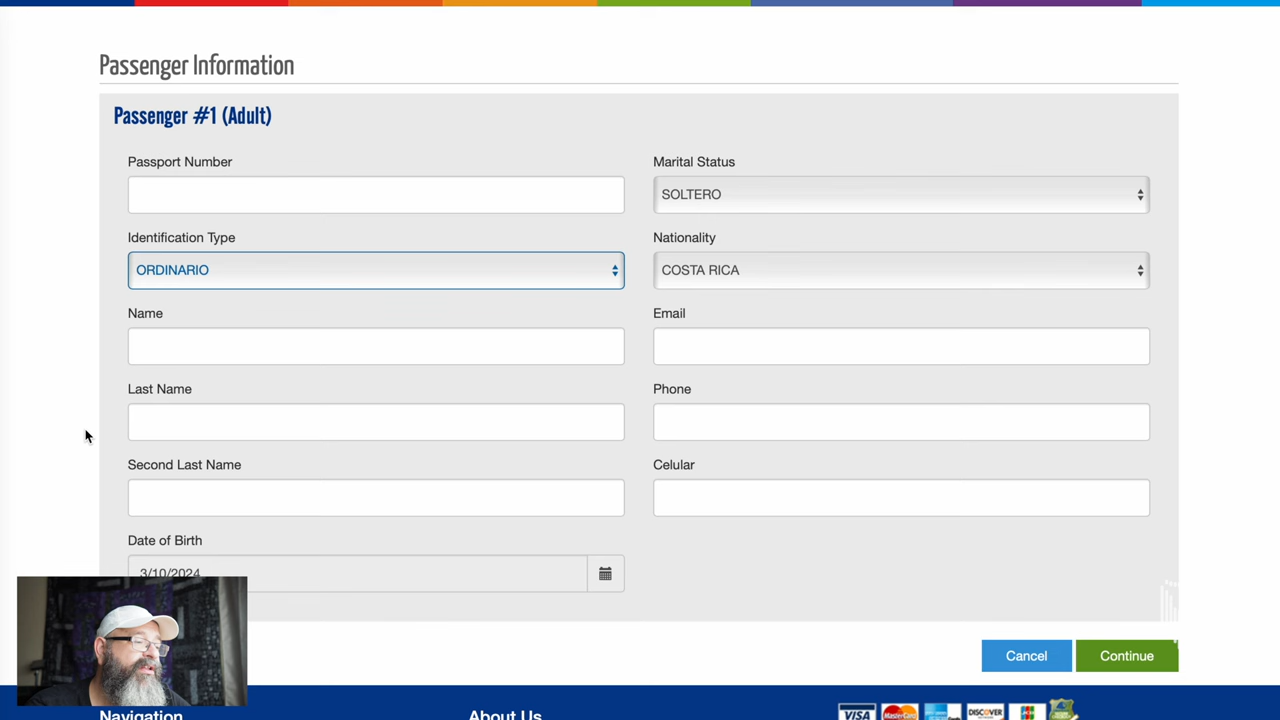 Passenger Information
Passenger #1 (Adult)
Passport Number
Marital Status
SOLTERO
Identification Type
Nationality
ORDINARIO
COSTA RICA
Name
Email
Last Name
Phone
Second Last Name
Celular
Date of Birth
3/10/2024
Cancel
Continue
Navigation
About Us
VISA
MasterCard
DISCOVER
JCB